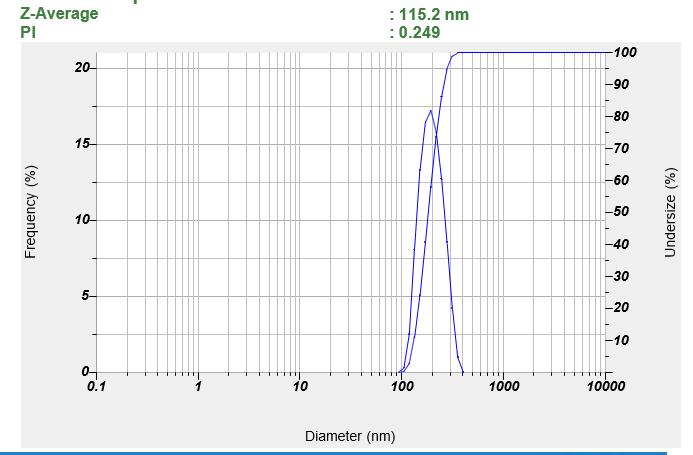 Z-Average : 115.2 nm
PI : 0.249
Frequency (%)
20
15
10
5
0
Undersize (%)
100
90
80
70
60
50
40
30
20
10
0.1 1 10 100 1000 10000
Diameter (nm)